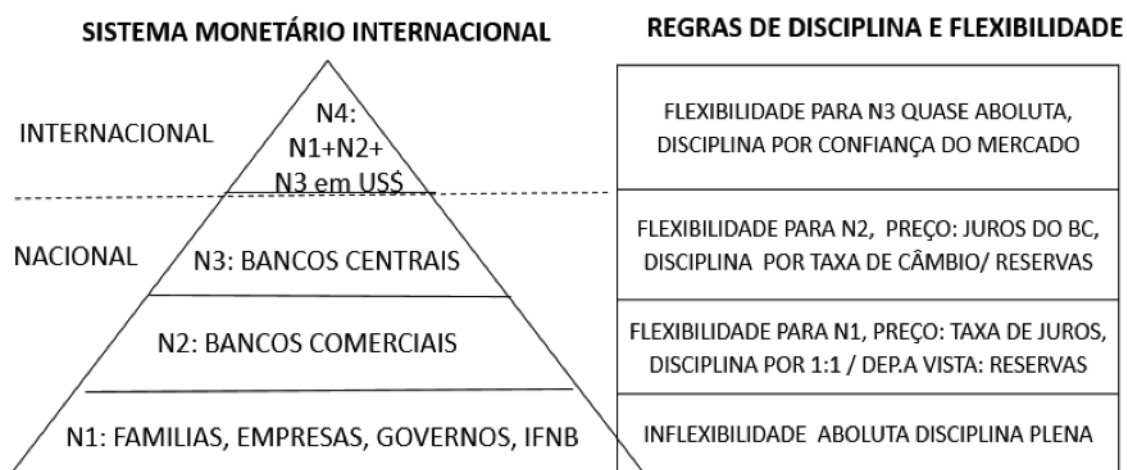 SISTEMA MONETÁRIO INTERNACIONAL
REGRAS DE DISCIPLINA E FLEXIBILIDADE
INTERNACIONAL
N4:
N1+N2+
N3 em US$
FLEXIBILIDADE PARA N3 QUASE ABOLUTA,
DISCIPLINA POR CONFIANÇA DO MERCADO
NACIONAL
N3: BANCOS CENTRAIS
FLEXIBILIDADE PARA N2, PREÇO: JUROS DO BC,
DISCIPLINA POR TAXA DE CÂMBIO/ RESERVAS
N2: BANCOS COMERCIAIS
FLEXIBILIDADE PARA N1, PREÇO: TAXA DE JUROS,
DISCIPLINA POR 1:1 / DEP.A VISTA: RESERVAS
N1: FAMILIAS, EMPRESAS, GOVERNOS, IFNB
INFLEXIBILIDADE ABOLUTA DISCIPLINA PLENA